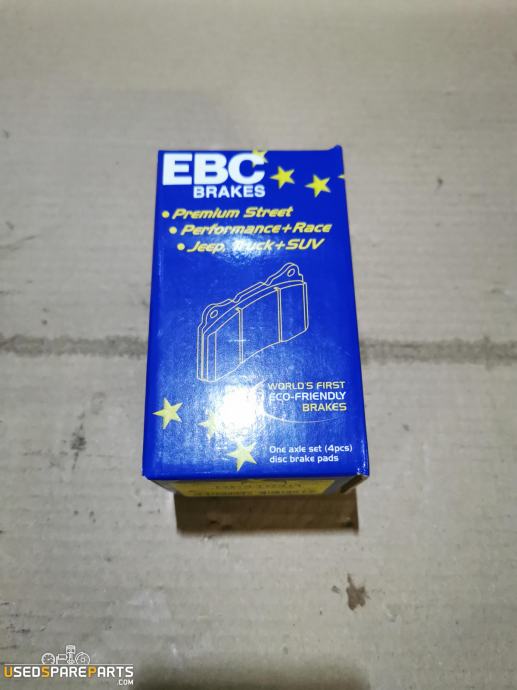 EBC
BRAKES
• Premium Street
• Performance+Race
• Jeep, Truck+SUV
WORLD'S FIRST
ECO-FRIENDLY
BRAKES
One axle set (4pcs)
disc brake pads
USEDSPAREPARTS
.COM